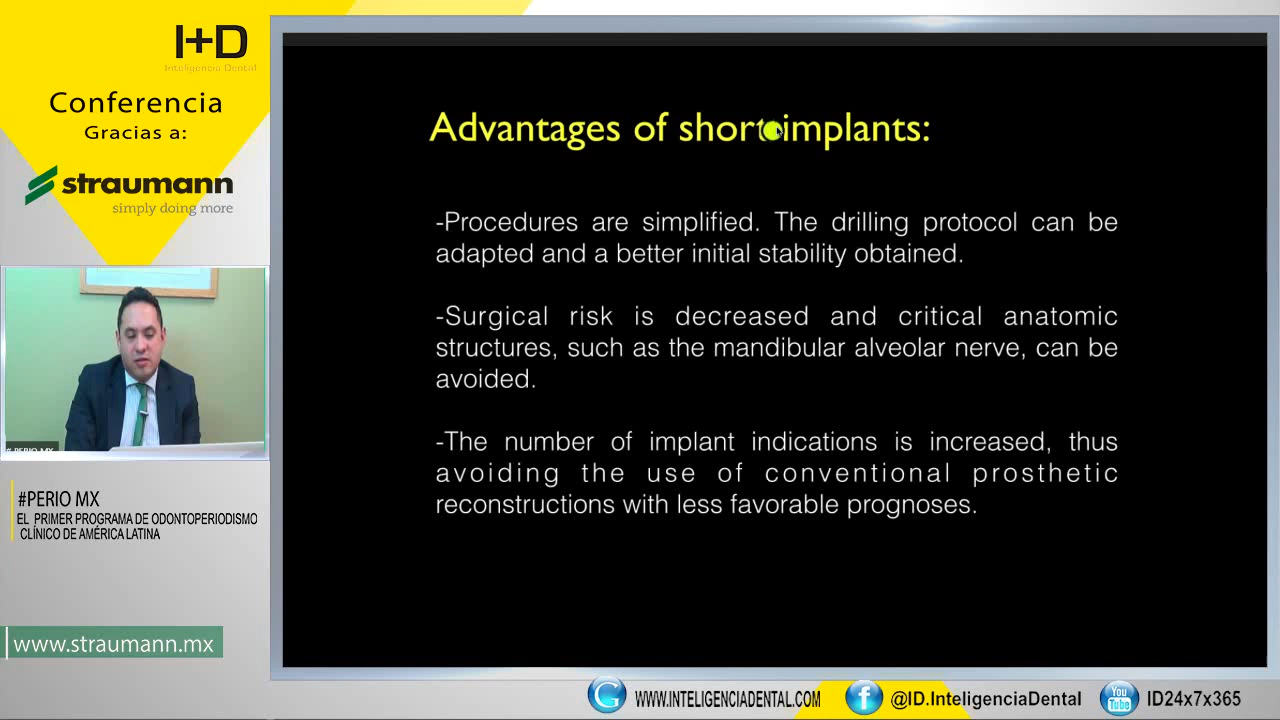 I+D
Inteligencia Dental
Conferencia
Gracias a:
straumann
simply doing more
# PERIO MX
#PERIO MX
EL PRIMER PROGRAMA DE ODONTOPERIODISMO
CLÍNICO DE AMÉRICA LATINA
www.straumann.mx
Advantages of short implants:
-Procedures are simplified. The drilling protocol can be
adapted and a better initial stability obtained.
-Surgical risk is decreased and critical anatomic
structures, such as the mandibular alveolar nerve, can be
avoided.
-The number of implant indications is increased, thus
avoiding the use of conventional prosthetic
reconstructions with less favorable prognoses.
WWW.INTELIGENCIADENTAL.COM
f
@ID.InteligenciaDental
You
Tube
ID24x7x365